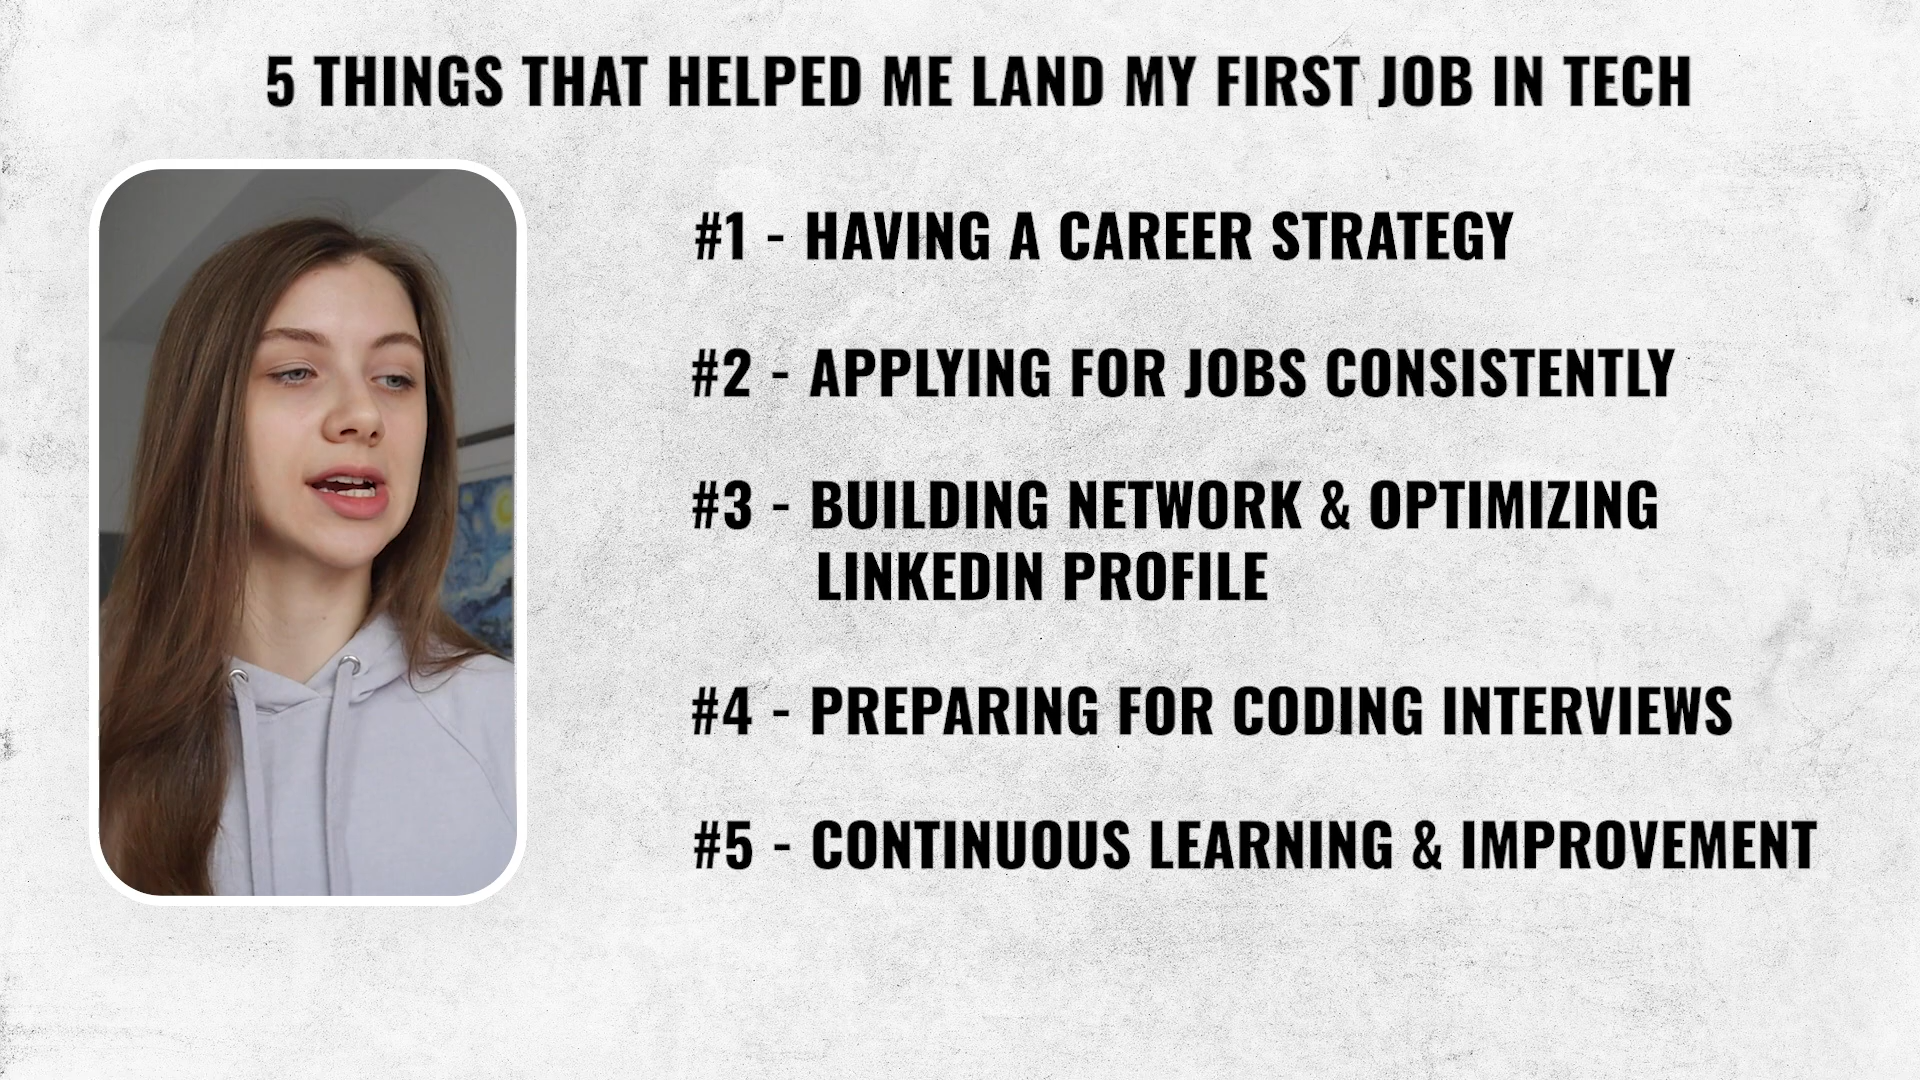 5 THINGS THAT HELPED ME LAND MY FIRST JOB IN TECH
#1 - HAVING A CAREER STRATEGY
#2 - APPLYING FOR JOBS CONSISTENTLY
#3 - BUILDING NETWORK & OPTIMIZING
LINKEDIN PROFILE
#4 - PREPARING FOR CODING INTERVIEWS
#5 - CONTINUOUS LEARNING & IMPROVEMENT